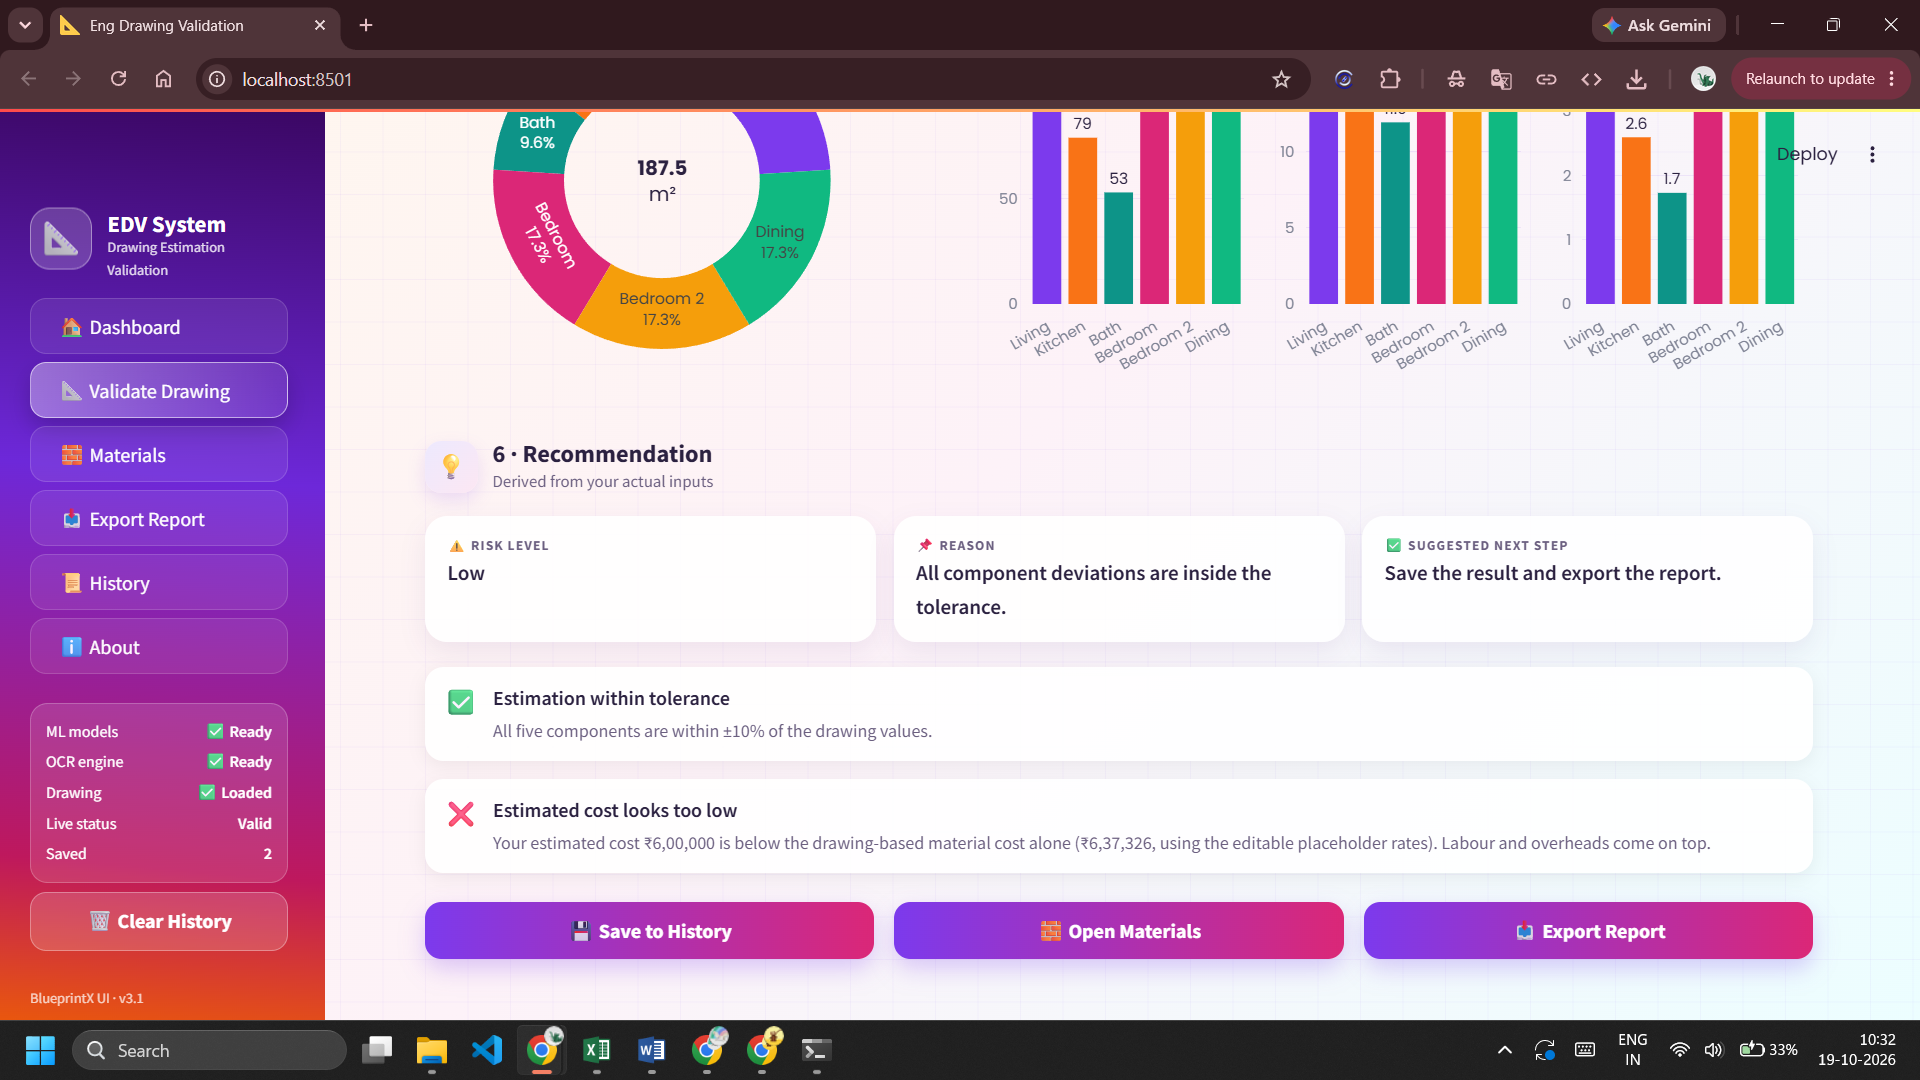 Eng Drawing Validation
Ask Gemini
localhost:8501
Relaunch to update
Deploy
EDV System
Drawing Estimation
Validation
🏠 Dashboard
📐 Validate Drawing
🧱 Materials
📤 Export Report
📜 History
ℹ️ About
ML models ✅ Ready
OCR engine ✅ Ready
Drawing ✅ Loaded
Live status Valid
Saved 2
🗑️ Clear History
BlueprintX UI · v3.1
Bath
9.6%
187.5
m²
Bedroom
17.3%
Dining
17.3%
Bedroom 2
17.3%
79
53
50
0
Living
Kitchen
Bath
Bedroom
Bedroom 2
Dining
10
5
0
Living
Kitchen
Bath
Bedroom
Bedroom 2
Dining
2.6
1.7
2
1
0
Living
Kitchen
Bath
Bedroom
Bedroom 2
Dining
6 · Recommendation
Derived from your actual inputs
⚠️ RISK LEVEL
Low
📌 REASON
All component deviations are inside the
tolerance.
✅ SUGGESTED NEXT STEP
Save the result and export the report.
Estimation within tolerance
All five components are within ±10% of the drawing values.
Estimated cost looks too low
Your estimated cost ₹6,00,000 is below the drawing-based material cost alone (₹6,37,326, using the editable placeholder rates). Labour and overheads come on top.
💾 Save to History
🧱 Open Materials
📤 Export Report
Search
ENG
IN
33%
10:32
19-10-2026